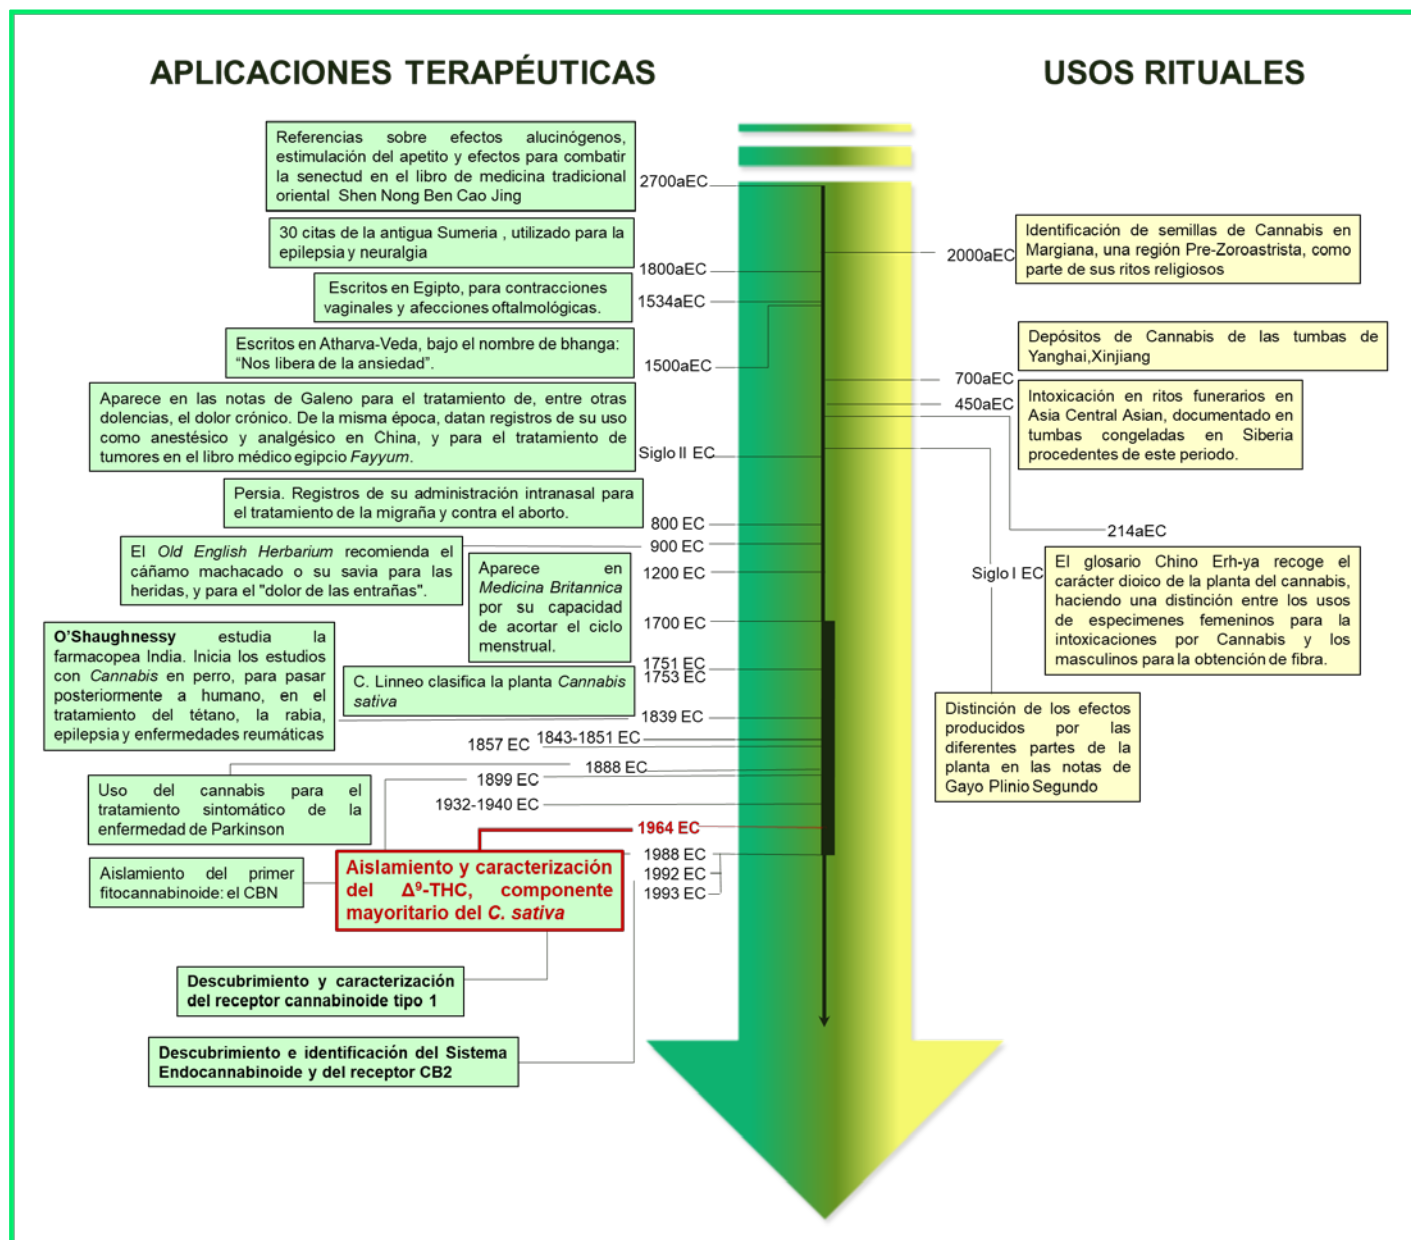 APLICACIONES TERAPÉUTICAS
USOS RITUALES
Referencias sobre efectos alucinógenos,
estimulación del apetito y efectos para combatir
la senectud en el libro de medicina tradicional
oriental Shen Nong Ben Cao Jing
2700aEC
30 citas de la antigua Sumeria , utilizado para la
epilepsia y neuralgia
1800aEC
Escritos en Egipto, para contracciones
vaginales y afecciones oftalmológicas.
1534aEC
Escritos en Atharva-Veda, bajo el nombre de bhanga:
“Nos libera de la ansiedad”.
1500aEC
Aparece en las notas de Galeno para el tratamiento de, entre otras
dolencias, el dolor crónico. De la misma época, datan registros de su uso
como anestésico y analgésico en China, y para el tratamiento de
tumores en el libro médico egipcio Fayyum.
Siglo II EC
Persia. Registros de su administración intranasal para
el tratamiento de la migraña y contra el aborto.
800 EC
900 EC
El Old English Herbarium recomienda el
cáñamo machacado o su savia para las
heridas, y para el "dolor de las entrañas".
Aparece en
Medicina Britannica
por su capacidad
de acortar el ciclo
menstrual.
1200 EC
1700 EC
1751 EC
1753 EC
O’Shaughnessy estudia la
farmacopea India. Inicia los estudios
con Cannabis en perro, para pasar
posteriormente a humano, en el
tratamiento del tétano, la rabia,
epilepsia y enfermedades reumáticas
C. Linneo clasifica la planta Cannabis
sativa
1839 EC
1843-1851 EC
1857 EC
1888 EC
1899 EC
Uso del cannabis para el
tratamiento sintomático de la
enfermedad de Parkinson
1932-1940 EC
1964 EC
1988 EC
1992 EC
1993 EC
Aislamiento del primer
fitocannabinoide: el CBN
Aislamiento y caracterización
del Δ⁹-THC, componente
mayoritario del C. sativa
Descubrimiento y caracterización
del receptor cannabinoide tipo 1
Descubrimiento e identificación del Sistema
Endocannabinoide y del receptor CB2
2000aEC
Identificación de semillas de Cannabis en
Margiana, una región Pre-Zoroastrista, como
parte de sus ritos religiosos
Depósitos de Cannabis de las tumbas de
Yanghai,Xinjiang
700aEC
450aEC
Intoxicación en ritos funerarios en
Asia Central Asian, documentado en
tumbas congeladas en Siberia
procedentes de este periodo.
214aEC
El glosario Chino Erh-ya recoge el
carácter dioico de la planta del cannabis,
haciendo una distinción entre los usos
de especimenes femeninos para la
intoxicaciones por Cannabis y los
masculinos para la obtención de fibra.
Siglo I EC
Distinción de los efectos
producidos por las
diferentes partes de la
planta en las notas de
Gayo Plinio Segundo